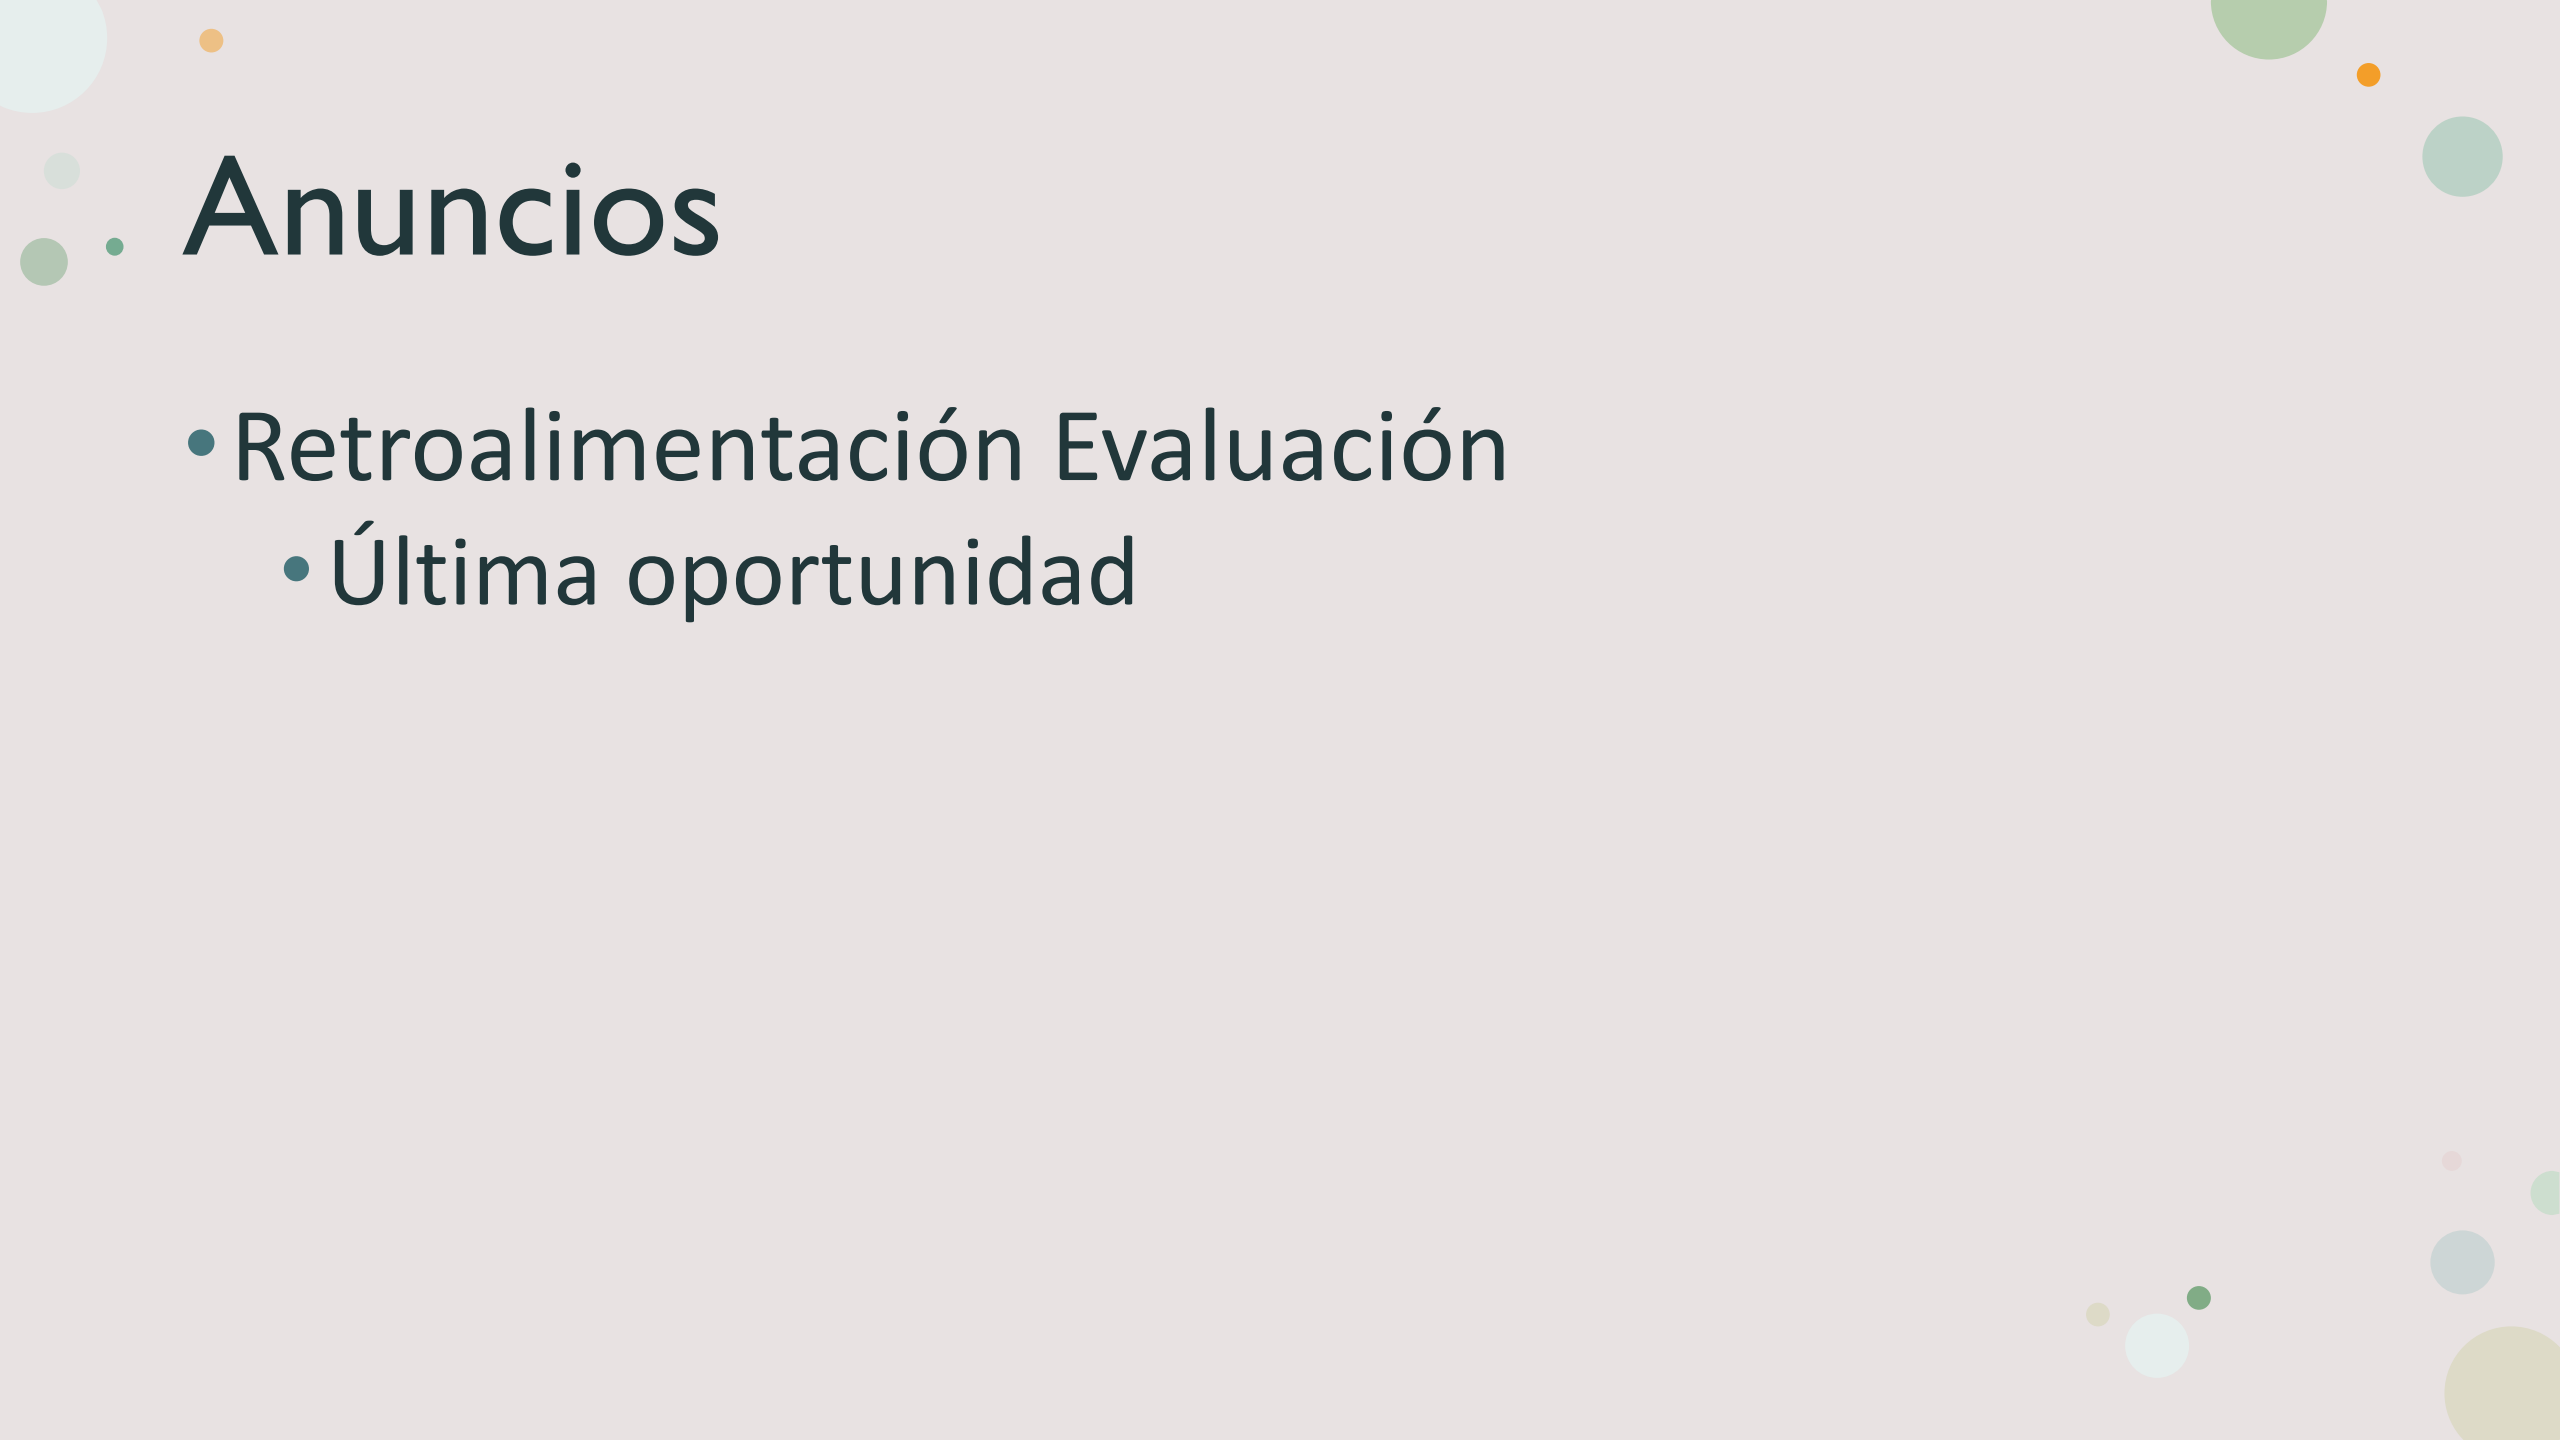 Anuncios
• Retroalimentación Evaluación
• Última oportunidad